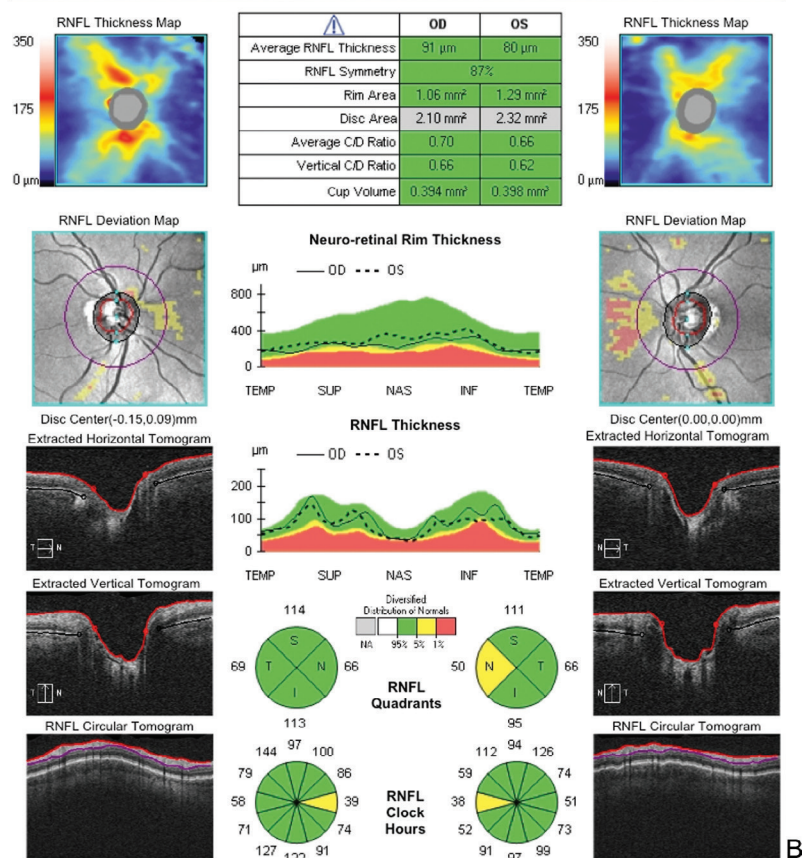 RNFL Thickness Map
350
175
0 µm
OD OS
Average RNFL Thickness 91 µm 80 µm
RNFL Symmetry 87%
Rim Area 1.06 mm² 1.29 mm²
Disc Area 2.10 mm² 2.32 mm²
Average C/D Ratio 0.70 0.66
Vertical C/D Ratio 0.66 0.62
Cup Volume 0.394 mm³ 0.398 mm³
RNFL Thickness Map
350
175
0 µm
RNFL Deviation Map
Disc Center(-0.15,0.09)mm
Neuro-retinal Rim Thickness
µm OD OS
800
400
0
TEMP SUP NAS INF TEMP
RNFL Deviation Map
Disc Center(0.00,0.00)mm
Extracted Horizontal Tomogram
T N
RNFL Thickness
µm OD OS
200
100
0
TEMP SUP NAS INF TEMP
Extracted Horizontal Tomogram
N T
Extracted Vertical Tomogram
T N
Diversified
Distribution of Normals
NA 95% 5% 1%
114
S
69 T N 66
I
113
RNFL
Quadrants
111
S
50 N T 66
I
95
Extracted Vertical Tomogram
N T
RNFL Circular Tomogram
97
144 100
79 86
58 39
71 74
127 91
RNFL
Clock
Hours
94
112 126
59 74
38 51
52 73
91 99
97
RNFL Circular Tomogram
B